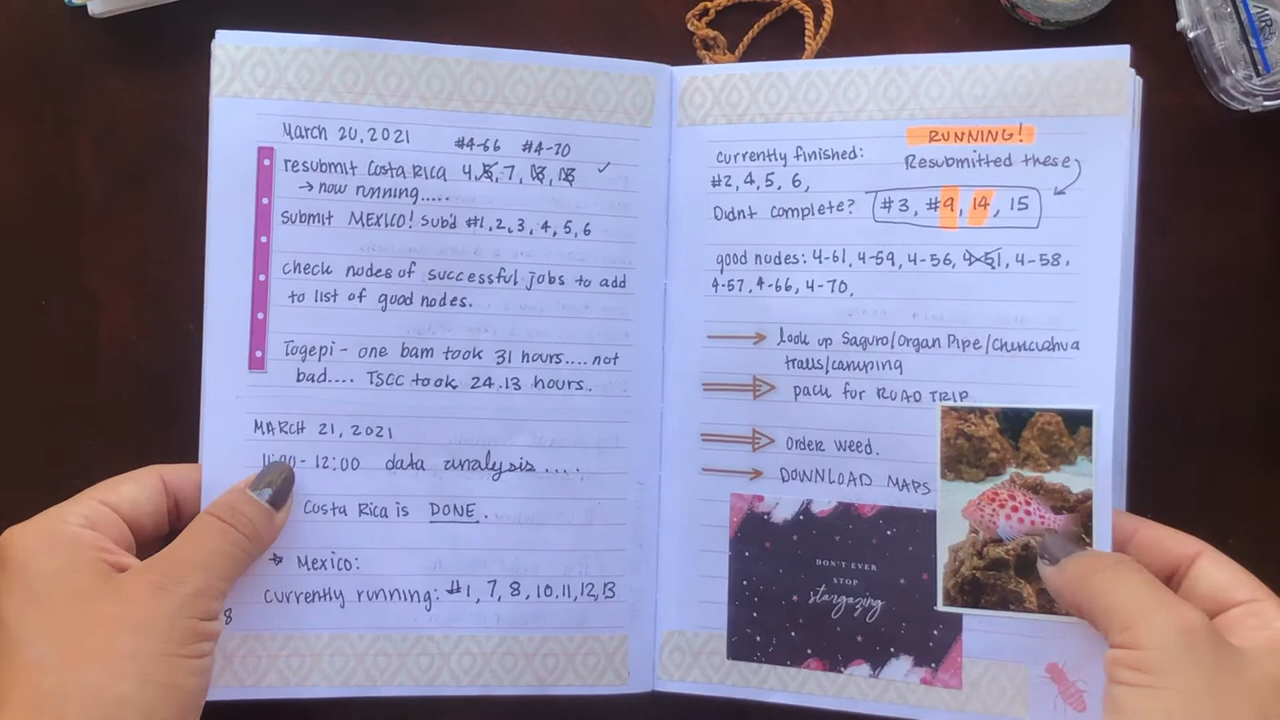 March 20, 2021
#4-66 #4-70
resubmit Costa Rica 4, 5, 7, 13, 18 ✓
→ now running.....
submit MEXICO! Sub'd #1, 2, 3, 4, 5, 6
check nodes of successful jobs to add
to list of good nodes.
Togepi - one bam took 31 hours.... not
bad.... TSCC took 24.13 hours..
MARCH 21, 2021
11:00 - 12:00 data analysis....
Costa Rica is DONE.
→ Mexico:
currently running: #1, 7, 8, 10, 11, 12, 13
8
RUNNING!
currently finished:
Resubmitted these
#2, 4, 5, 6,
Didnt complete? #3, #9, 14, 15
good nodes: 4-61, 4-59, 4-56, 4-51, 4-58,
4-57, 4-66, 4-70,
→ look up Saguro/Organ Pipe/Chiricuahua
trails/camping
⇒ pack for ROAD TRIP
⇒ Order weed.
→ DOWNLOAD MAPS
DON'T EVER
STOP
stargazing